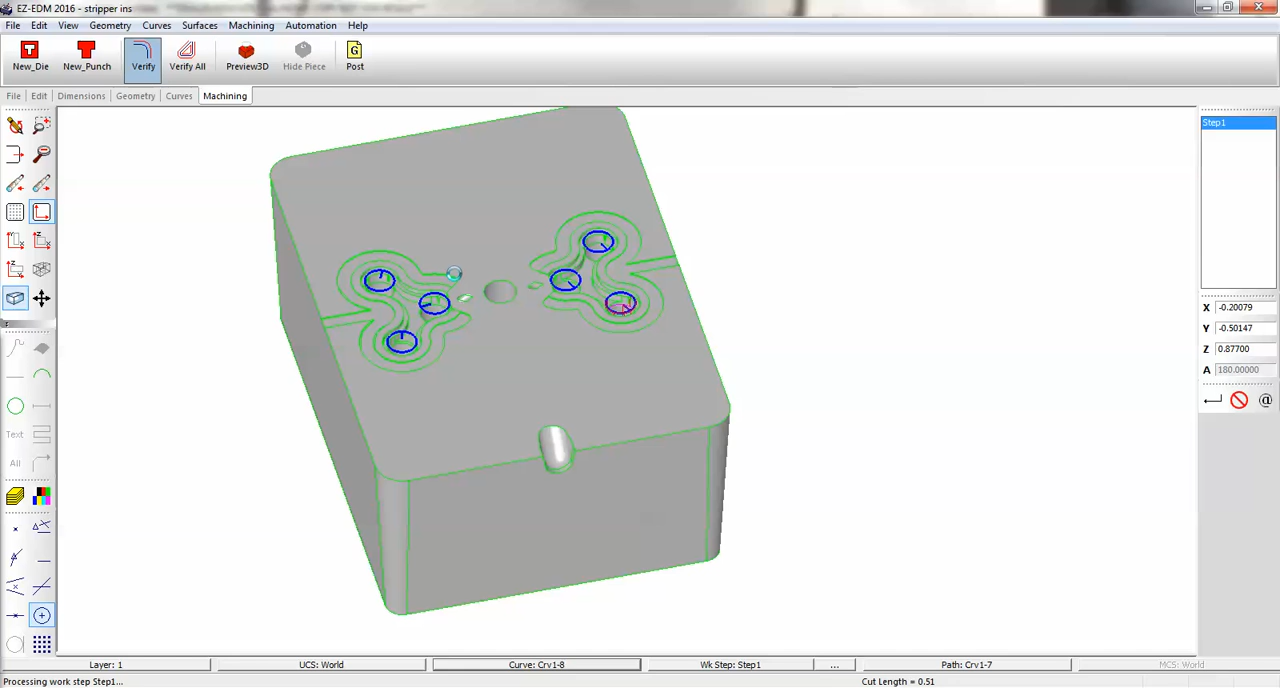 EZ-EDM 2016 - stripper ins
File Edit View Geometry Curves Surfaces Machining Automation Help
New_Die New_Punch Verify Verify All Preview3D Hide Piece Post
File Edit Dimensions Geometry Curves Machining
Step1
X -0.20079
Y -0.50147
Z 0.87700
A 180.00000
@
Text
All
Layer: 1 UCS: World Curve: Crv1-8 Wk Step: Step1 ... Path: Crv1-7 MCS: World
Processing work step Step1... Cut Length = 0.51